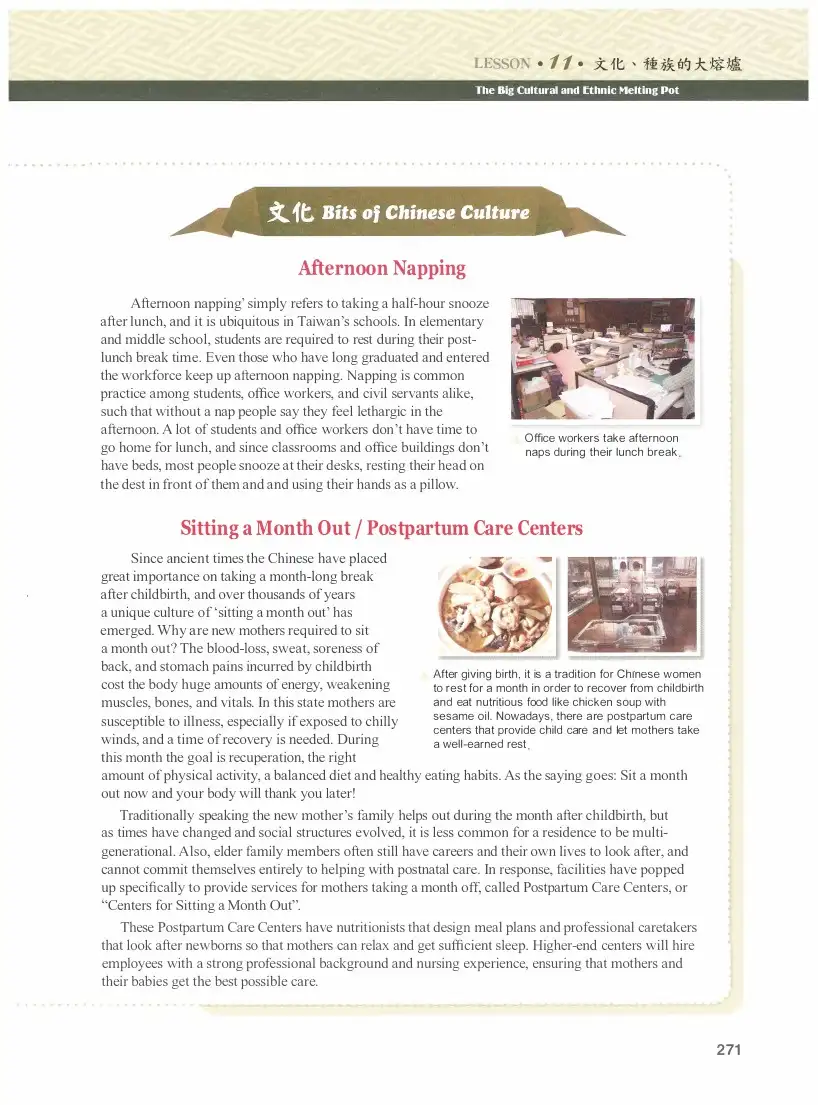 LESSON • 11 • 文化、種族的大熔爐
The Big Cultural and Ethnic Melting Pot
文化 Bits of Chinese Culture
Afternoon Napping
Afternoon napping’ simply refers to taking a half-hour snooze
after lunch, and it is ubiquitous in Taiwan’s schools. In elementary
and middle school, students are required to rest during their post-
lunch break time. Even those who have long graduated and entered
the workforce keep up afternoon napping. Napping is common
practice among students, office workers, and civil servants alike,
such that without a nap people say they feel lethargic in the
afternoon. A lot of students and office workers don’t have time to
go home for lunch, and since classrooms and office buildings don’t
have beds, most people snooze at their desks, resting their head on
the dest in front of them and and using their hands as a pillow.
Office workers take afternoon
naps during their lunch break.
Sitting a Month Out / Postpartum Care Centers
Since ancient times the Chinese have placed
great importance on taking a month-long break
after childbirth, and over thousands of years
a unique culture of ‘sitting a month out’ has
emerged. Why are new mothers required to sit
a month out? The blood-loss, sweat, soreness of
back, and stomach pains incurred by childbirth
cost the body huge amounts of energy, weakening
muscles, bones, and vitals. In this state mothers are
susceptible to illness, especially if exposed to chilly
winds, and a time of recovery is needed. During
this month the goal is recuperation, the right
amount of physical activity, a balanced diet and healthy eating habits. As the saying goes: Sit a month
out now and your body will thank you later!
After giving birth, it is a tradition for Chinese women
to rest for a month in order to recover from childbirth
and eat nutritious food like chicken soup with
sesame oil. Nowadays, there are postpartum care
centers that provide child care and let mothers take
a well-earned rest.
Traditionally speaking the new mother’s family helps out during the month after childbirth, but
as times have changed and social structures evolved, it is less common for a residence to be multi-
generational. Also, elder family members often still have careers and their own lives to look after, and
cannot commit themselves entirely to helping with postnatal care. In response, facilities have popped
up specifically to provide services for mothers taking a month off, called Postpartum Care Centers, or
“Centers for Sitting a Month Out”.
These Postpartum Care Centers have nutritionists that design meal plans and professional caretakers
that look after newborns so that mothers can relax and get sufficient sleep. Higher-end centers will hire
employees with a strong professional background and nursing experience, ensuring that mothers and
their babies get the best possible care.
271